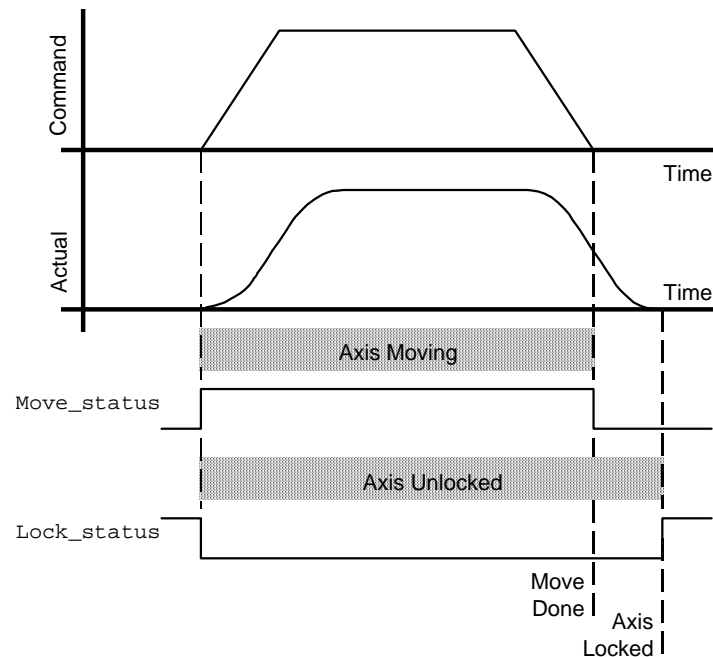 Command
Time
Actual
Time
Axis Moving
Move_status
Axis Unlocked
Lock_status
Move
Done
Axis
Locked